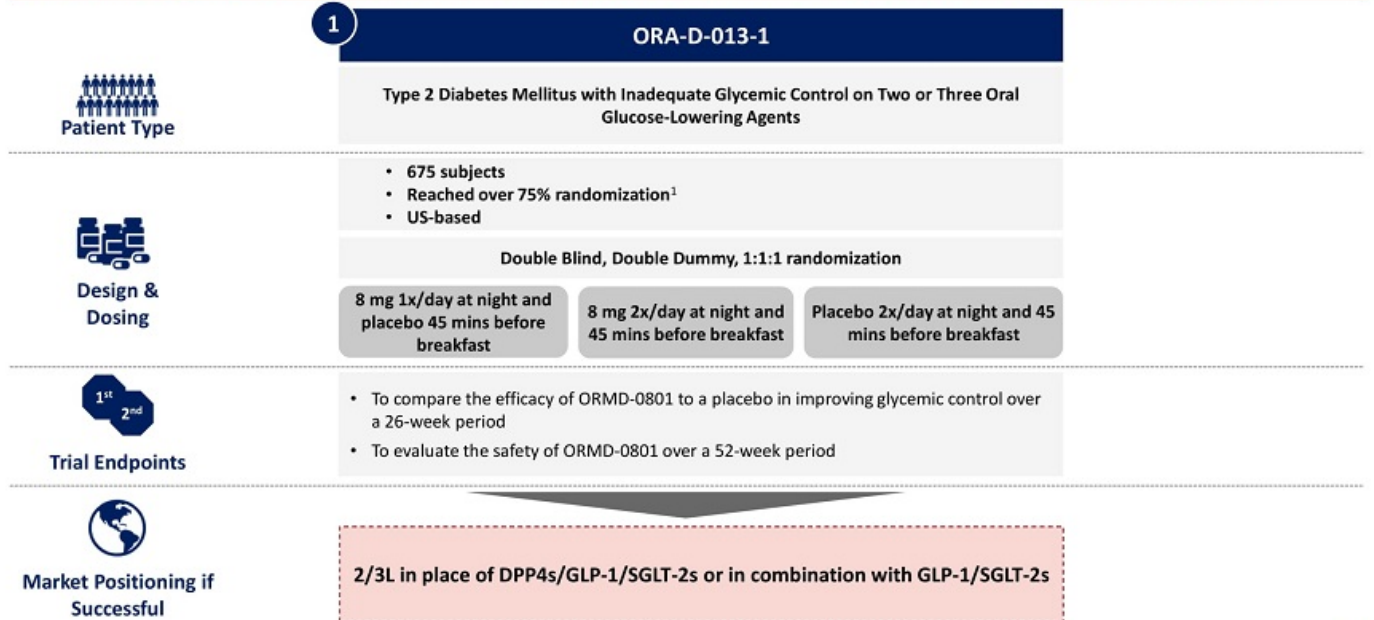 1
ORA-D-013-1
Patient Type
Type 2 Diabetes Mellitus with Inadequate Glycemic Control on Two or Three Oral
Glucose-Lowering Agents
Design &
Dosing
• 675 subjects
• Reached over 75% randomization¹
• US-based
Double Blind, Double Dummy, 1:1:1 randomization
8 mg 1x/day at night and
placebo 45 mins before
breakfast
8 mg 2x/day at night and
45 mins before breakfast
Placebo 2x/day at night and 45
mins before breakfast
1st
2nd
Trial Endpoints
• To compare the efficacy of ORMD-0801 to a placebo in improving glycemic control over
a 26-week period
• To evaluate the safety of ORMD-0801 over a 52-week period
Market Positioning if
Successful
2/3L in place of DPP4s/GLP-1/SGLT-2s or in combination with GLP-1/SGLT-2s